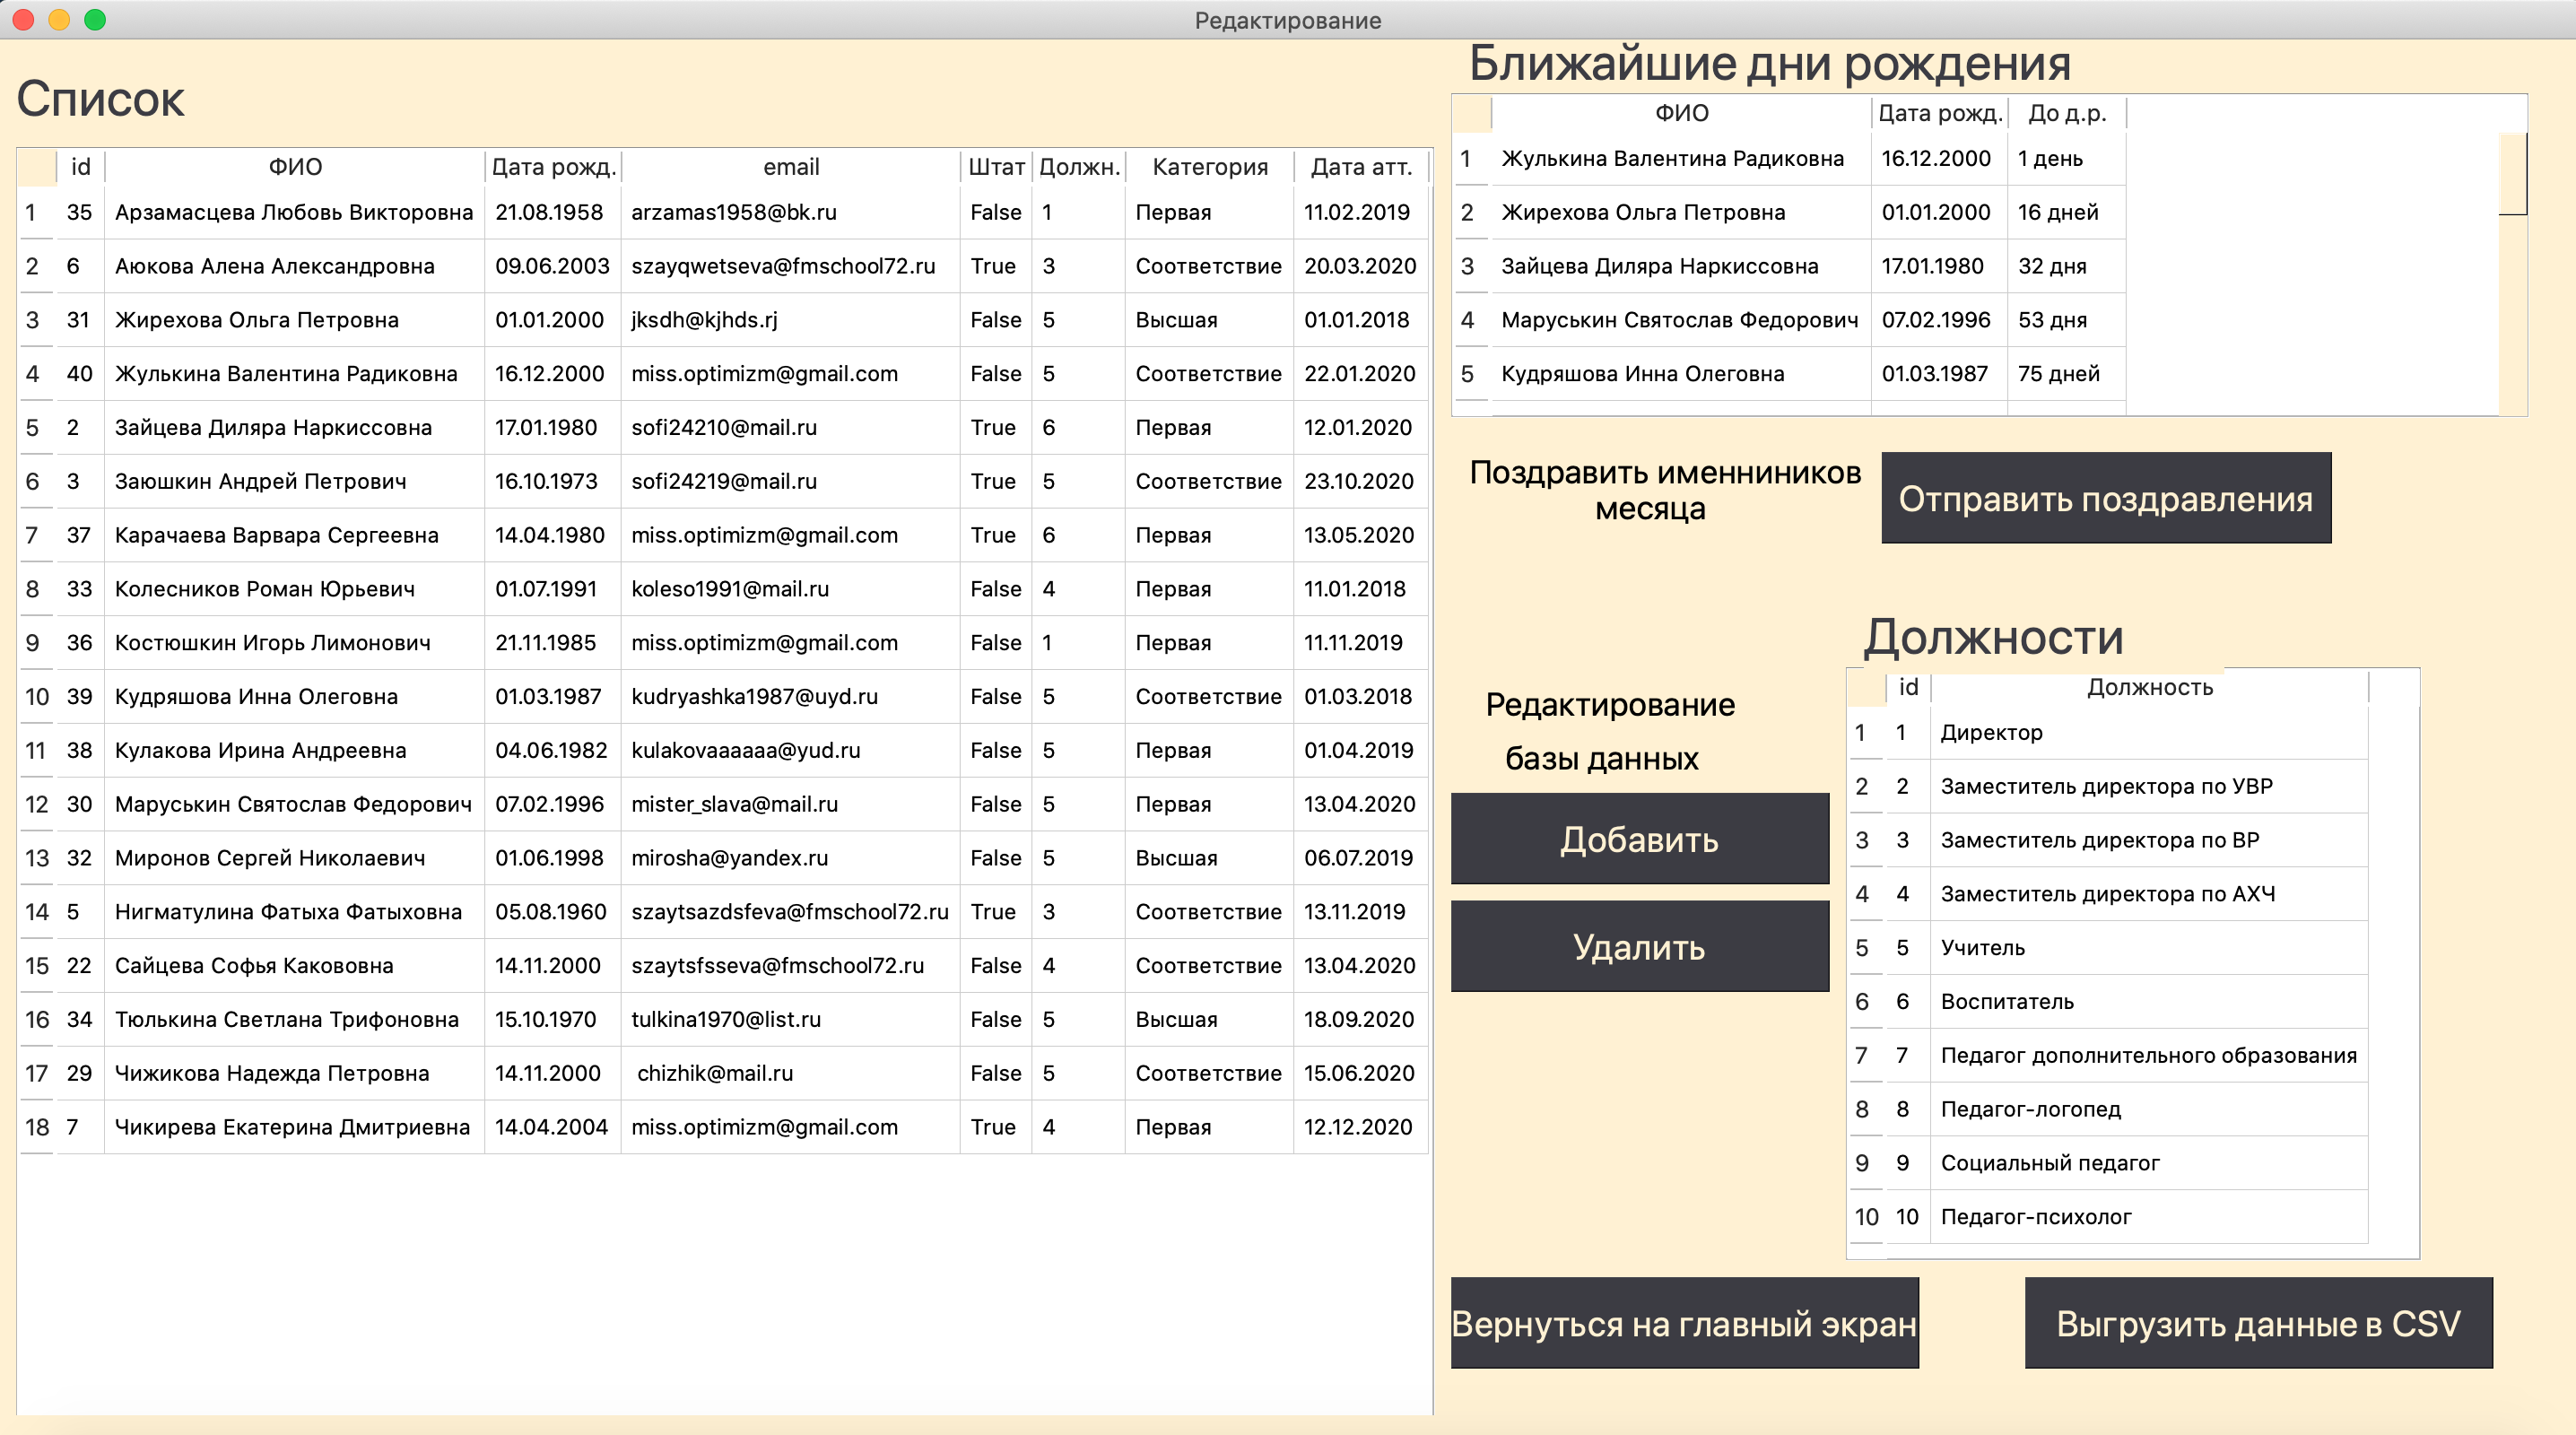 Редактирование
Список
id ФИО Дата рожд. email Штат Должн. Категория Дата атт.
1 35 Арзамасцева Любовь Викторовна 21.08.1958 arzamas1958@bk.ru False 1 Первая 11.02.2019
2 6 Аюкова Алена Александровна 09.06.2003 szayqwetseva@fmschool72.ru True 3 Соответствие 20.03.2020
3 31 Жирехова Ольга Петровна 01.01.2000 jksdh@kjhds.rj False 5 Высшая 01.01.2018
4 40 Жулькина Валентина Радиковна 16.12.2000 miss.optimizm@gmail.com False 5 Соответствие 22.01.2020
5 2 Зайцева Диляра Наркиссовна 17.01.1980 sofi24210@mail.ru True 6 Первая 12.01.2020
6 3 Заюшкин Андрей Петрович 16.10.1973 sofi24219@mail.ru True 5 Соответствие 23.10.2020
7 37 Карачаева Варвара Сергеевна 14.04.1980 miss.optimizm@gmail.com True 6 Первая 13.05.2020
8 33 Колесников Роман Юрьевич 01.07.1991 koleso1991@mail.ru False 4 Первая 11.01.2018
9 36 Костюшкин Игорь Лимонович 21.11.1985 miss.optimizm@gmail.com False 1 Первая 11.11.2019
10 39 Кудряшова Инна Олеговна 01.03.1987 kudryashka1987@uyd.ru False 5 Соответствие 01.03.2018
11 38 Кулакова Ирина Андреевна 04.06.1982 kulakovaaaaaa@yud.ru False 5 Первая 01.04.2019
12 30 Маруськин Святослав Федорович 07.02.1996 mister_slava@mail.ru False 5 Первая 13.04.2020
13 32 Миронов Сергей Николаевич 01.06.1998 mirosha@yandex.ru False 5 Высшая 06.07.2019
14 5 Нигматулина Фатыха Фатыховна 05.08.1960 szaytsazdsfeva@fmschool72.ru True 3 Соответствие 13.11.2019
15 22 Сайцева Софья Какововна 14.11.2000 szaytsfsseva@fmschool72.ru False 4 Соответствие 13.04.2020
16 34 Тюлькина Светлана Трифоновна 15.10.1970 tulkina1970@list.ru False 5 Высшая 18.09.2020
17 29 Чижикова Надежда Петровна 14.11.2000 chizhik@mail.ru False 5 Соответствие 15.06.2020
18 7 Чикирева Екатерина Дмитриевна 14.04.2004 miss.optimizm@gmail.com True 4 Первая 12.12.2020
Ближайшие дни рождения
ФИО Дата рожд. До д.р.
1 Жулькина Валентина Радиковна 16.12.2000 1 день
2 Жирехова Ольга Петровна 01.01.2000 16 дней
3 Зайцева Диляра Наркиссовна 17.01.1980 32 дня
4 Маруськин Святослав Федорович 07.02.1996 53 дня
5 Кудряшова Инна Олеговна 01.03.1987 75 дней
Поздравить именниников
месяца
Отправить поздравления
Редактирование
базы данных
Добавить
Удалить
Должности
id Должность
1 1 Директор
2 2 Заместитель директора по УВР
3 3 Заместитель директора по ВР
4 4 Заместитель директора по АХЧ
5 5 Учитель
6 6 Воспитатель
7 7 Педагог дополнительного образования
8 8 Педагог-логопед
9 9 Социальный педагог
10 10 Педагог-психолог
Вернуться на главный экран
Выгрузить данные в CSV